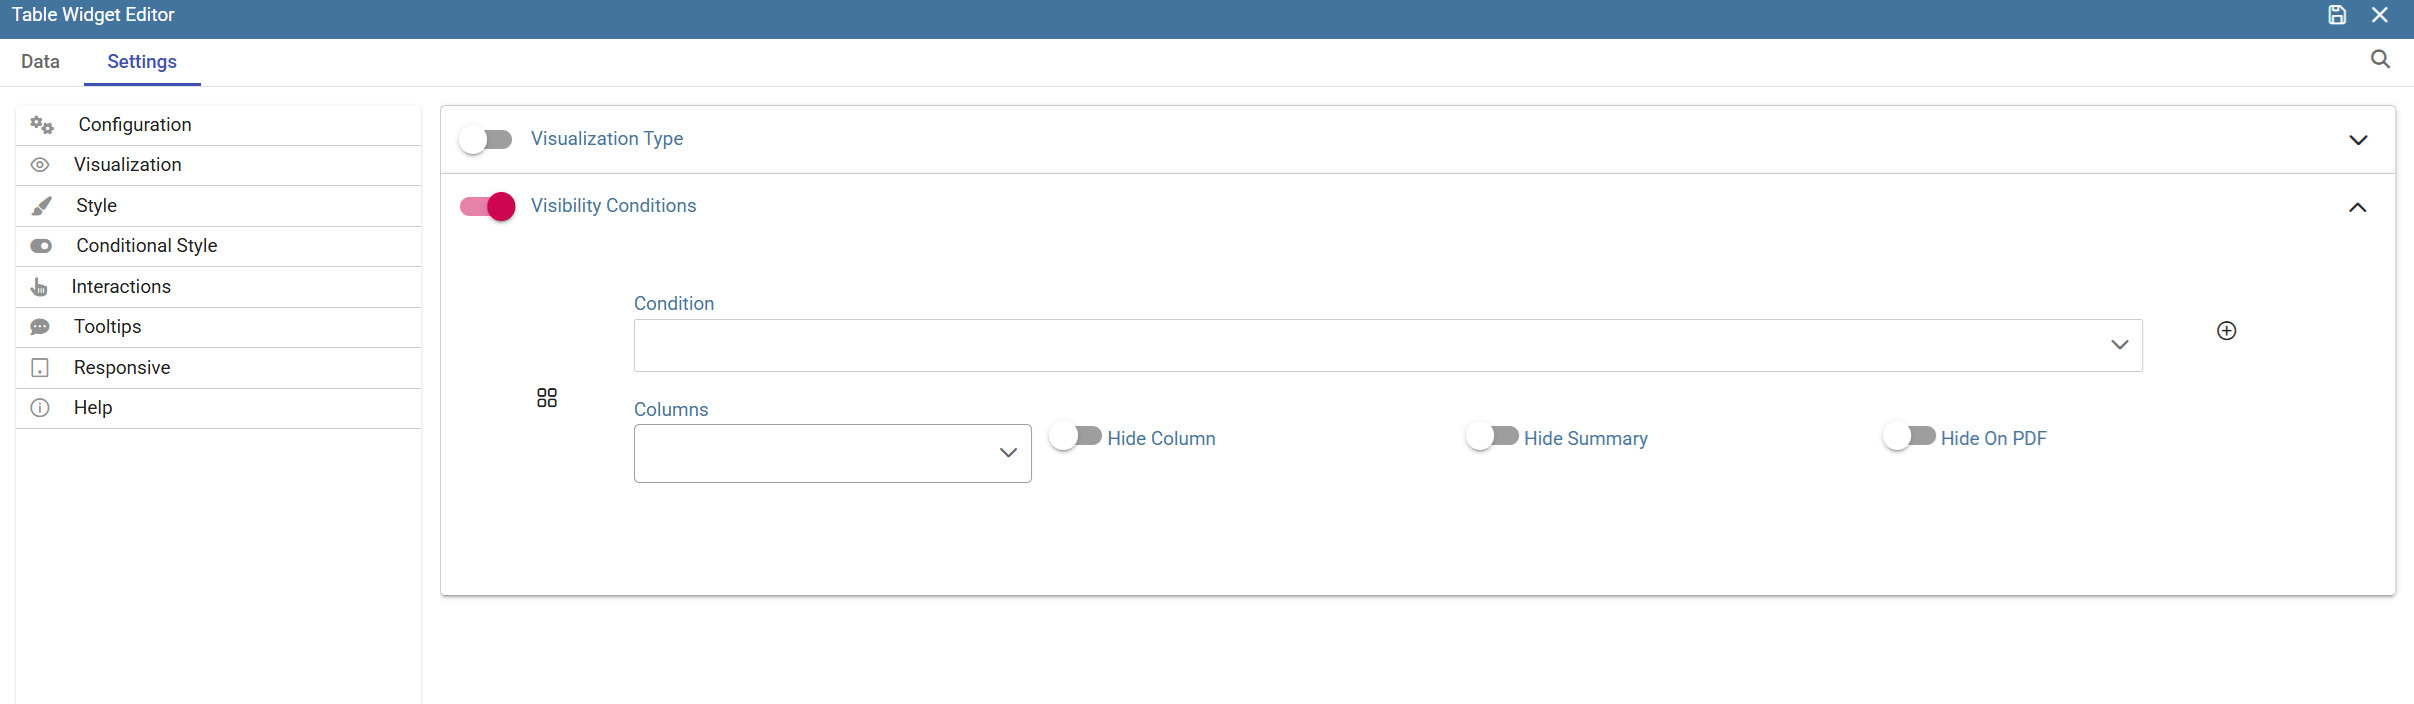 Table Widget Editor
Data
Settings
Configuration
Visualization
Style
Conditional Style
Interactions
Tooltips
Responsive
Help
Visualization Type
Visibility Conditions
Condition
Columns
Hide Column
Hide Summary
Hide On PDF